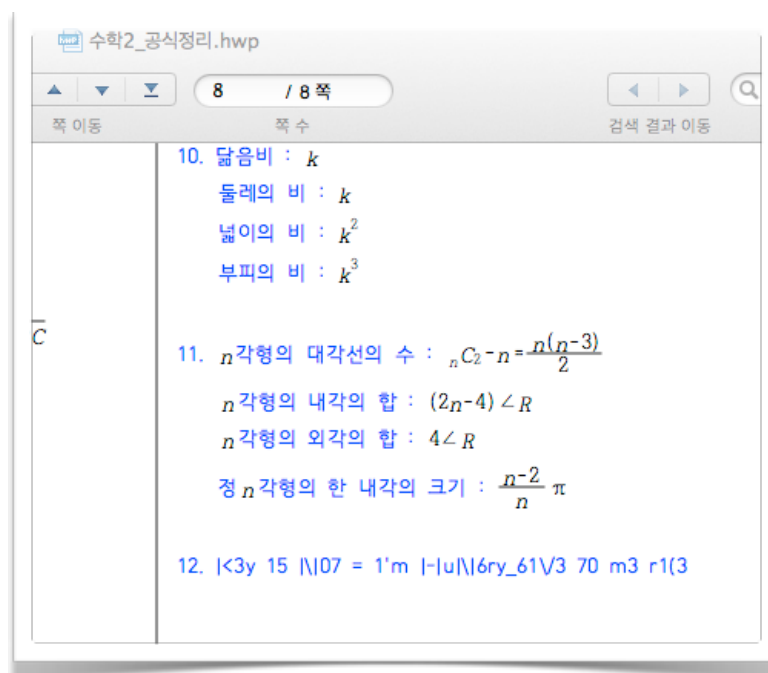 수학2_공식정리.hwp
8 / 8 쪽
쪽 이동 쪽 수 검색 결과 이동
10. 닮음비 : k
둘레의 비 : k
넓이의 비 : k²
부피의 비 : k³
C̅
11. n각형의 대각선의 수 : ₙC₂-n=n(n-3)/2
n각형의 내각의 합 : (2n-4)∠R
n각형의 외각의 합 : 4∠R
정n각형의 한 내각의 크기 : n-2/n π
12. |<3y 15 |\|07 = 1'm |-|u|\|6ry_61\/3 70 m3 r1(3